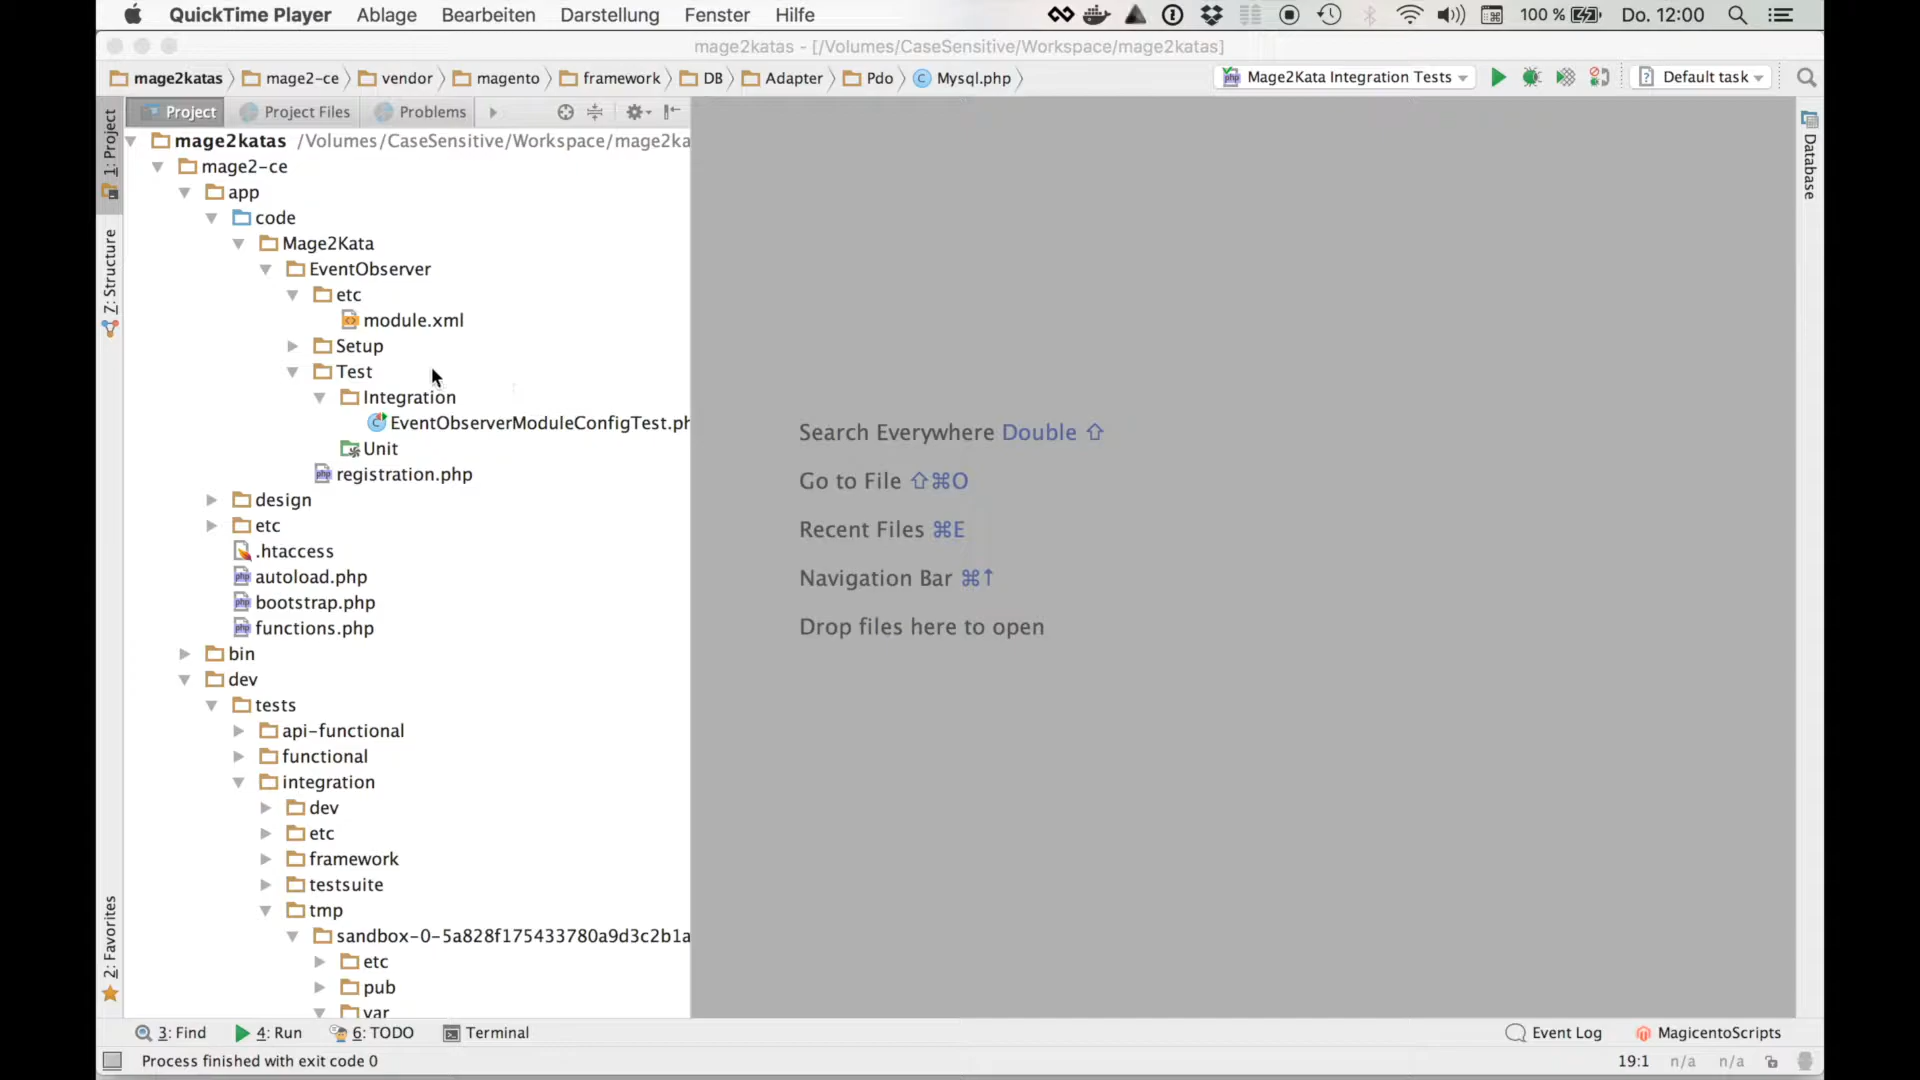 QuickTime Player Ablage Bearbeiten Darstellung Fenster Hilfe 100 % Do. 12:00
mage2katas - [/Volumes/CaseSensitive/Workspace/mage2katas]
mage2katas mage2-ce vendor magento framework DB Adapter Pdo Mysql.php Mage2Kata Integration Tests Default task
Project Project Files Problems
1: Project
Z: Structure
2: Favorites
Database
mage2katas /Volumes/CaseSensitive/Workspace/mage2ka
mage2-ce
app
code
Mage2Kata
EventObserver
etc
module.xml
Setup
Test
Integration
EventObserverModuleConfigTest.ph
Unit
registration.php
design
etc
.htaccess
autoload.php
bootstrap.php
functions.php
bin
dev
tests
api-functional
functional
integration
dev
etc
framework
testsuite
tmp
sandbox-0-5a828f175433780a9d3c2b1a
etc
pub
var
Search Everywhere Double ⇧
Go to File ⇧⌘O
Recent Files ⌘E
Navigation Bar ⌘↑
Drop files here to open
3: Find 4: Run 6: TODO Terminal Event Log MagicentoScripts
Process finished with exit code 0 19:1 n/a n/a